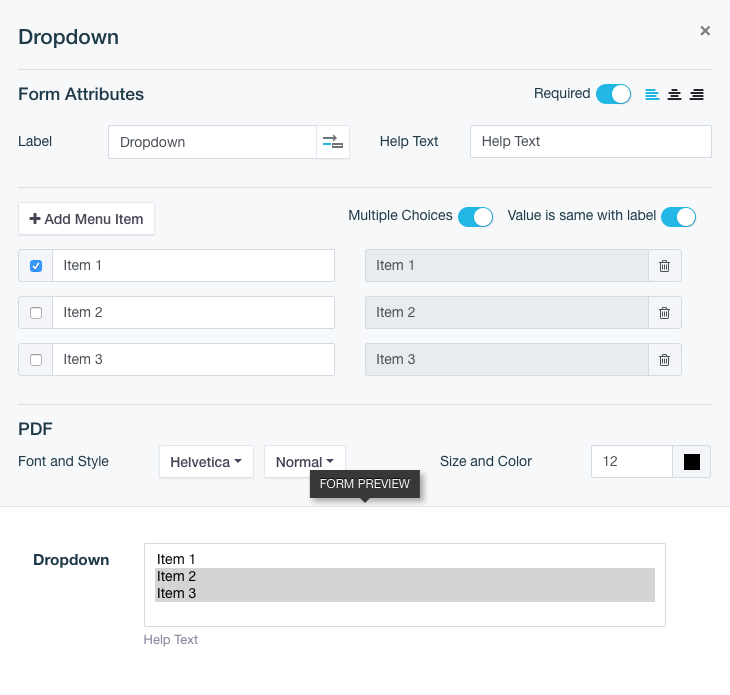 Dropdown ×
Form Attributes Required
Label Dropdown Help Text Help Text
Add Menu Item Multiple Choices Value is same with label
Item 1 Item 1
Item 2 Item 2
Item 3 Item 3
PDF
Font and Style Helvetica Normal Size and Color 12
FORM PREVIEW
Dropdown Item 1
Item 2
Item 3
Help Text